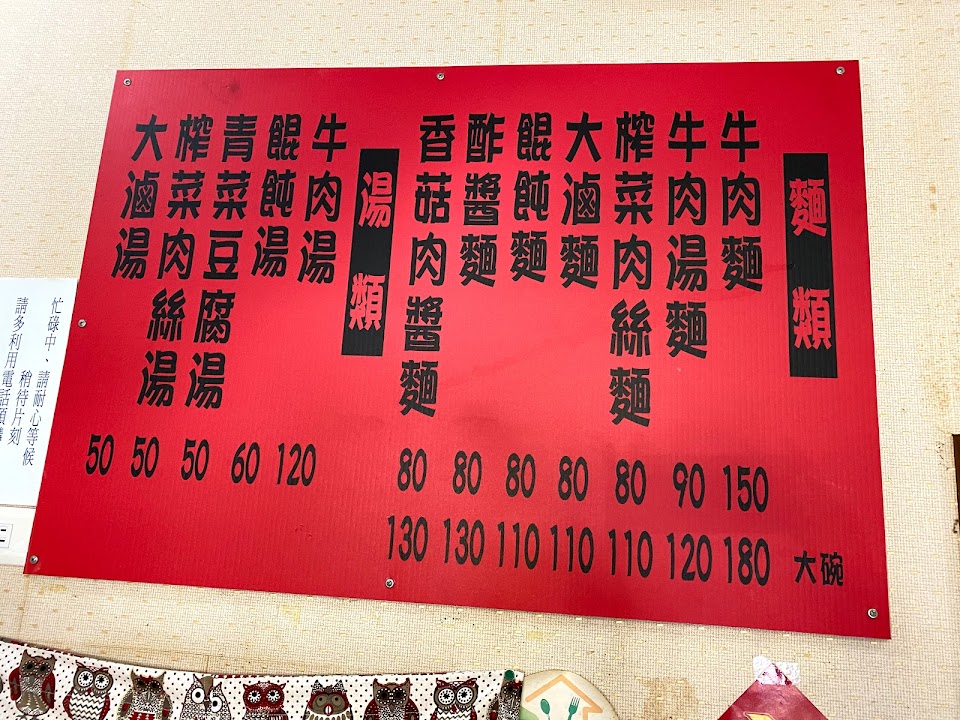 麵類
牛肉麵
牛肉湯麵
榨菜肉絲麵
大滷麵
餛飩麵
酢醬麵
香菇肉醬麵
80 80 80 80 80 90 150
130 130 110 110 110 120 180 大碗
湯類
牛肉湯
餛飩湯
青菜豆腐湯
榨菜肉絲湯
大滷湯
50 50 50 60 120
忙碌中、請耐心等候
稍待片刻
請多利用電話預